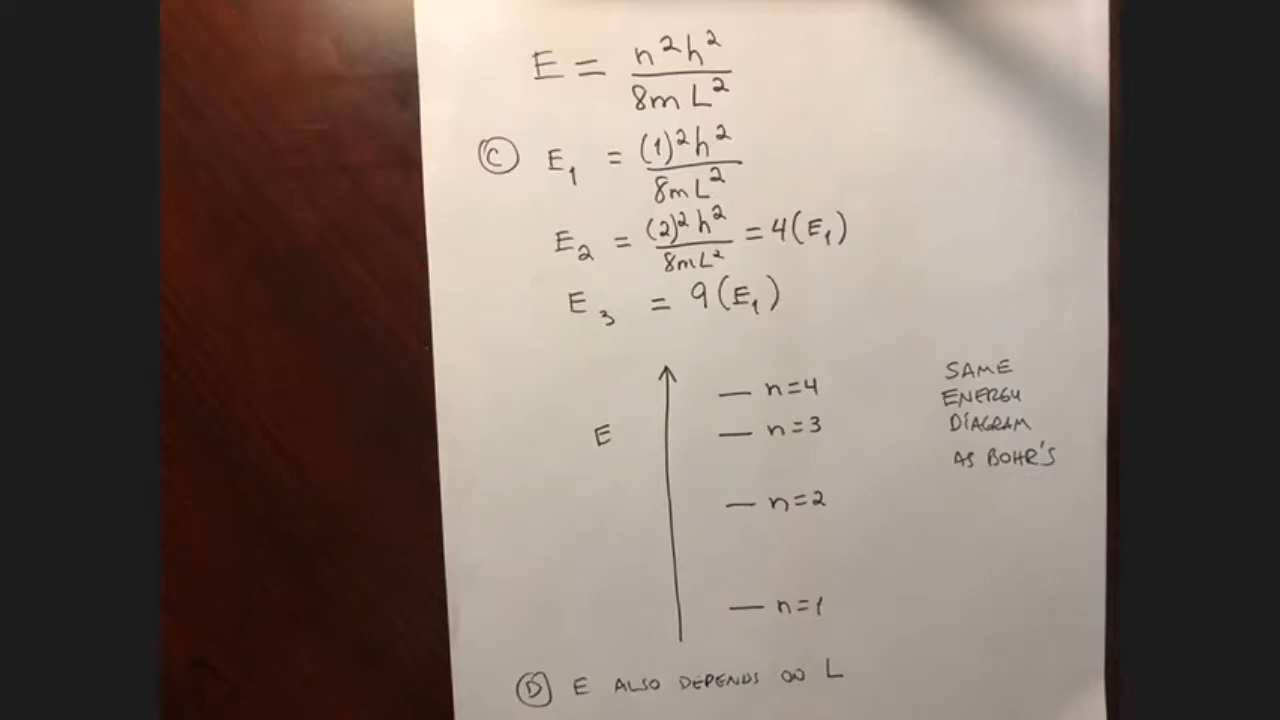 E = n²h² / 8mL²
Ⓒ E₁ = (1)²h² / 8mL²
E₂ = (2)²h² / 8mL² = 4(E₁)
E₃ = 9(E₁)
E
n=4
n=3
n=2
n=1
SAME
ENERGY
DIAGRAM
AS BOHR'S
Ⓓ E ALSO DEPENDS ON L